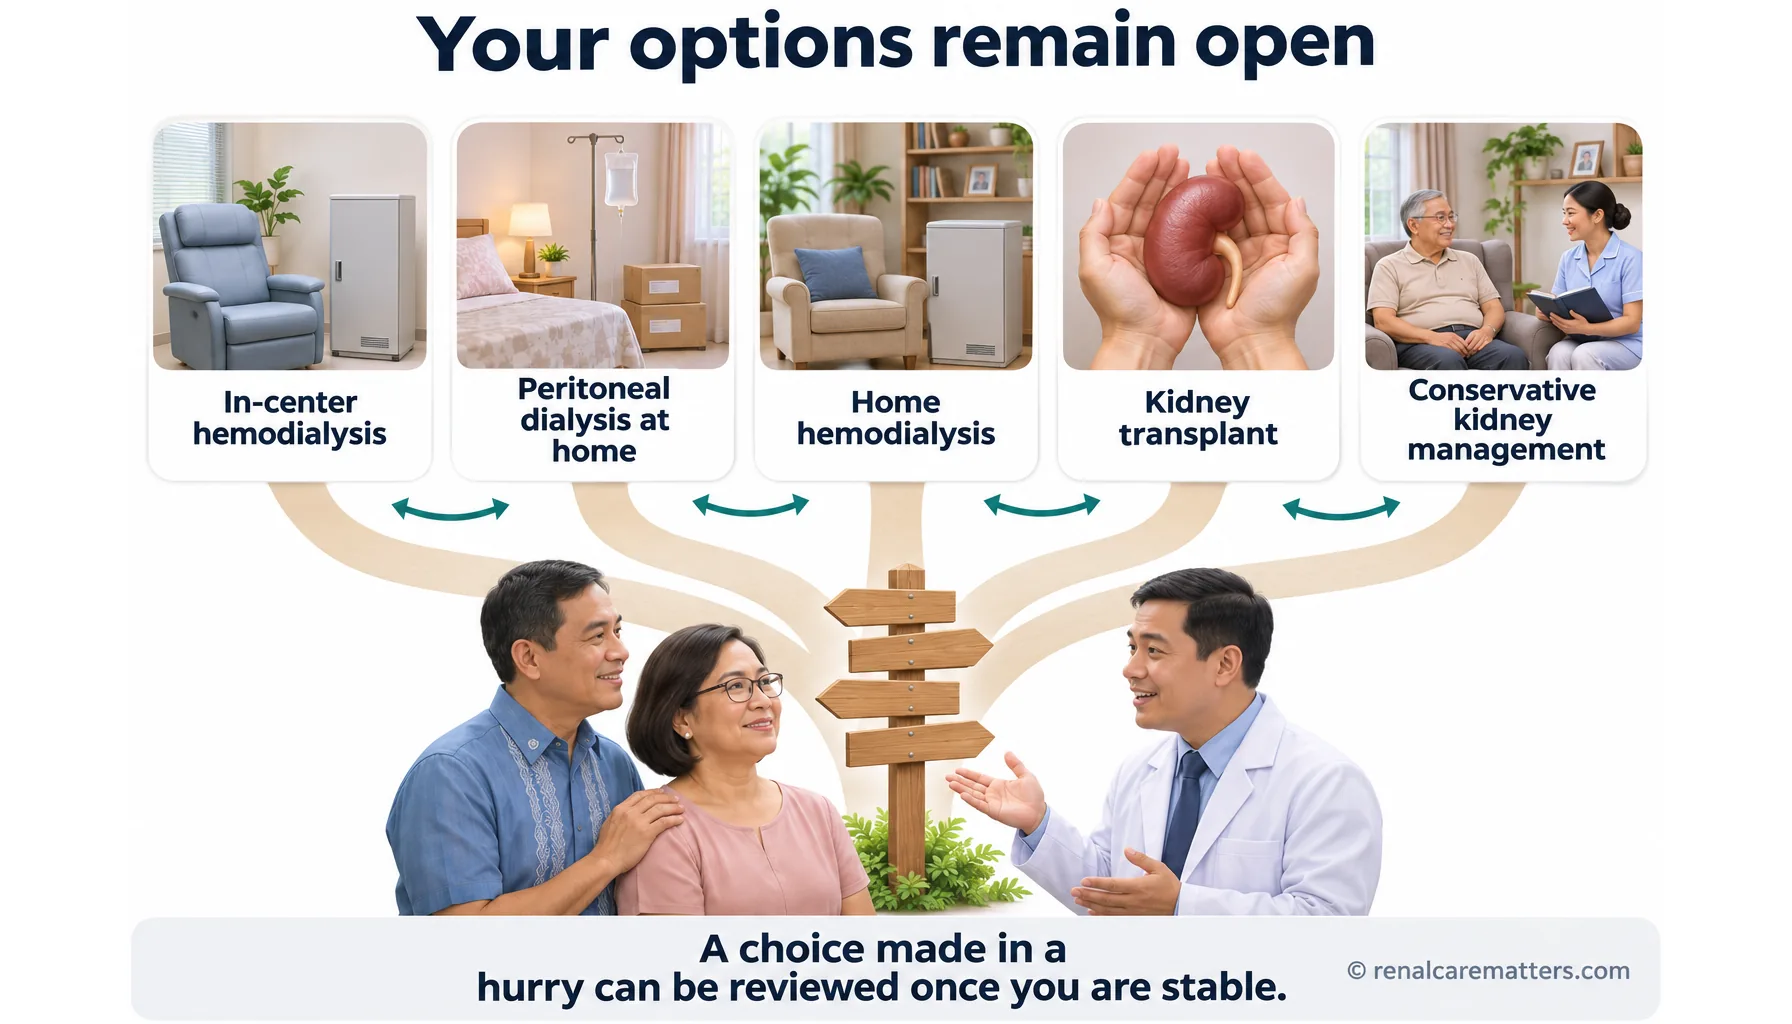 Your options remain open
In-center
hemodialysis
Peritoneal
dialysis at
home
Home
hemodialysis
Kidney
transplant
Conservative
kidney
management
A choice made in a
hurry can be reviewed once you are stable.
© renalcarematters.com